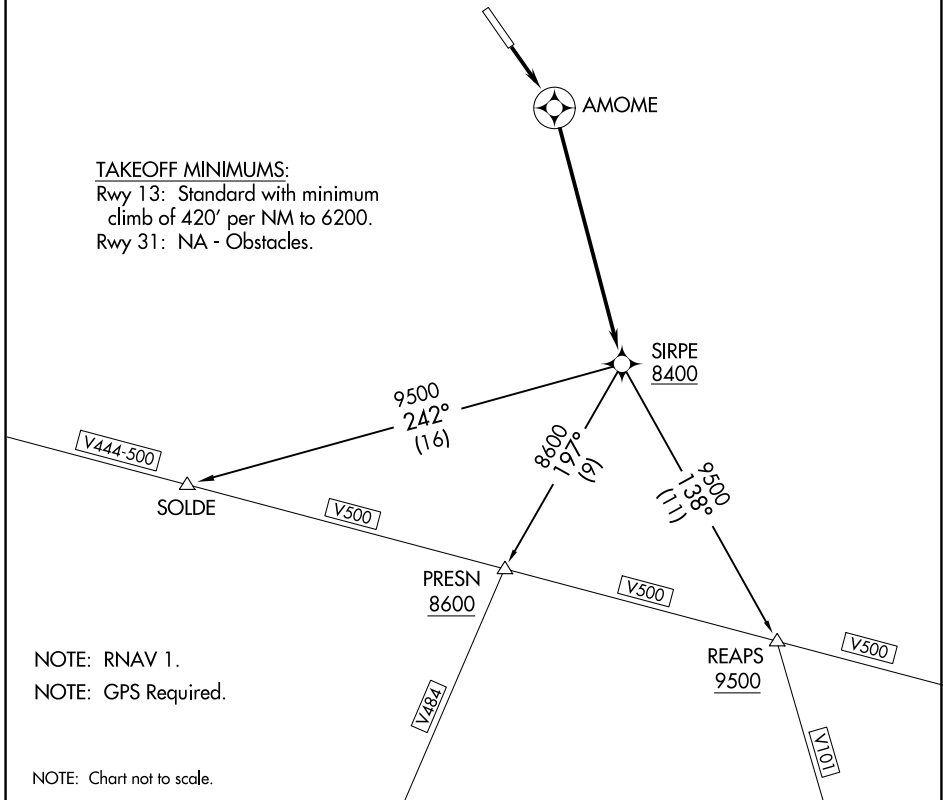 AMOME
TAKEOFF MINIMUMS:
Rwy 13: Standard with minimum
climb of 420' per NM to 6200.
Rwy 31: NA - Obstacles.
SIRPE
8400
9500
242°
(16)
8600
197°
(9)
9500
138°
(11)
V444-500
SOLDE
V500
PRESN
8600
V500
REAPS
9500
V500
V484
V101
NOTE: RNAV 1.
NOTE: GPS Required.
NOTE: Chart not to scale.